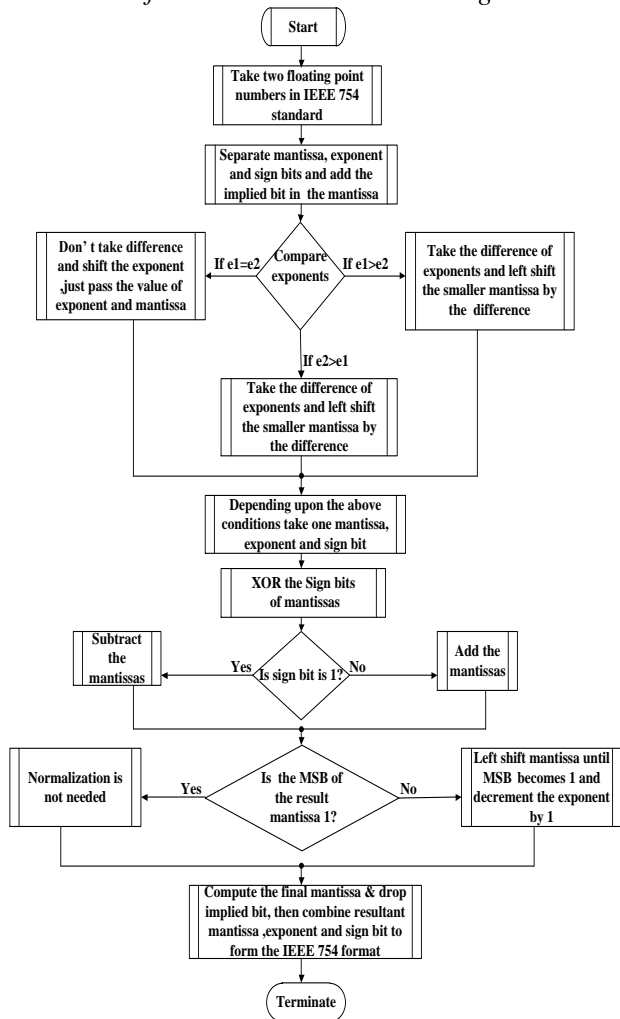 Start
Take two floating point
numbers in IEEE 754
standard
Separate mantissa, exponent
and sign bits and add the
implied bit in the mantissa
Compare
exponents
If e1=e2
If e1>e2
Don't take difference
and shift the exponent
,just pass the value of
exponent and mantissa
Take the difference of
exponents and left shift
the smaller mantissa by
the difference
If e2>e1
Take the difference of
exponents and left shift
the smaller mantissa by
the difference
Depending upon the above
conditions take one mantissa,
exponent and sign bit
XOR the Sign bits
of mantissas
Is sign bit is 1?
Yes
No
Subtract
the
mantissas
Add the
mantissas
Is the MSB of
the result
mantissa 1?
Yes
No
Normalization is
not needed
Left shift mantissa until
MSB becomes 1 and
decrement the exponent
by 1
Compute the final mantissa & drop
implied bit, then combine resultant
mantissa ,exponent and sign bit to
form the IEEE 754 format
Terminate